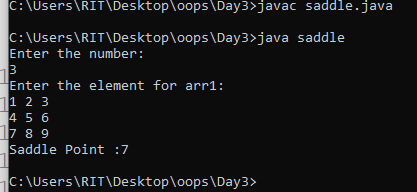 C:\Users\RIT\Desktop\oops\Day3>javac saddle.java
C:\Users\RIT\Desktop\oops\Day3>java saddle
Enter the number:
3
Enter the element for arr1:
1 2 3
4 5 6
7 8 9
Saddle Point :7
C:\Users\RIT\Desktop\oops\Day3>